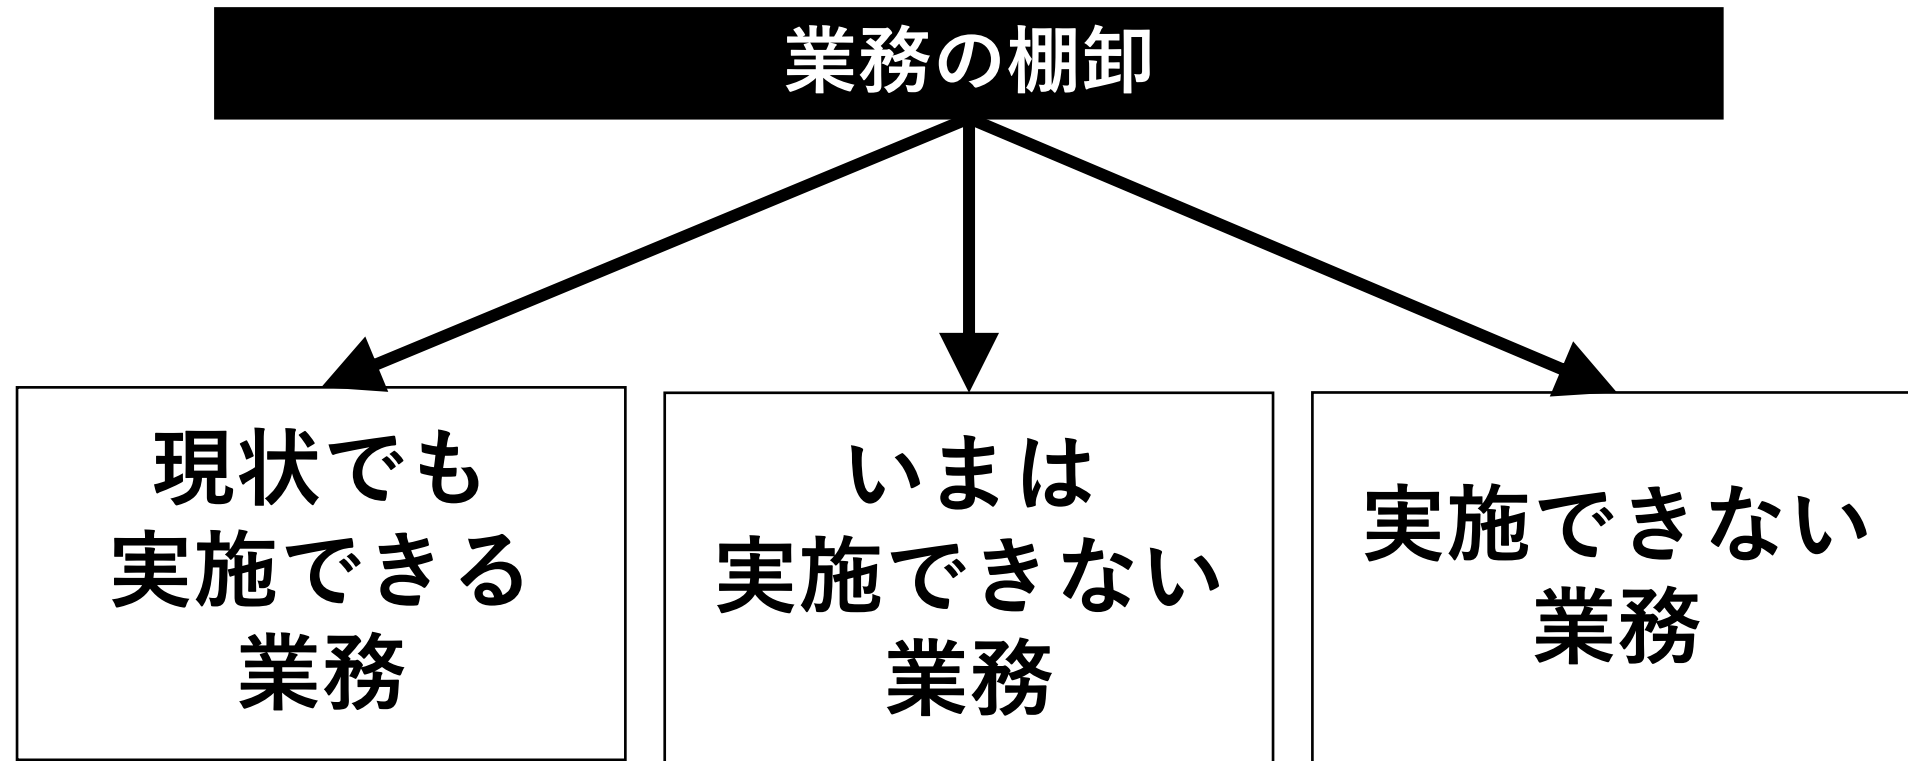 業務の棚卸
現状でも
実施できる
業務
いまは
実施できない
業務
実施できない
業務